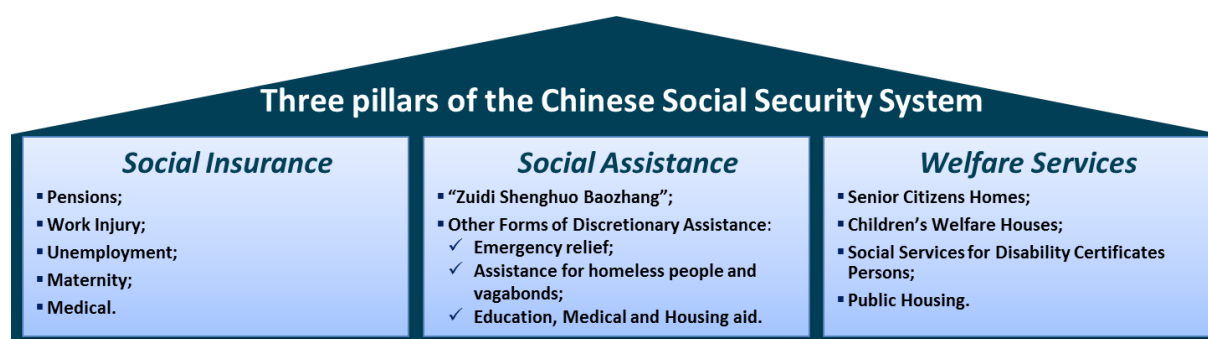 Three pillars of the Chinese Social Security System
Social Insurance
▪ Pensions;
▪ Work Injury;
▪ Unemployment;
▪ Maternity;
▪ Medical.
Social Assistance
▪ “Zuidi Shenghuo Baozhang”;
▪ Other Forms of Discretionary Assistance:
✓ Emergency relief;
✓ Assistance for homeless people and
vagabonds;
✓ Education, Medical and Housing aid.
Welfare Services
▪ Senior Citizens Homes;
▪ Children’s Welfare Houses;
▪ Social Services for Disability Certificates
Persons;
▪ Public Housing.